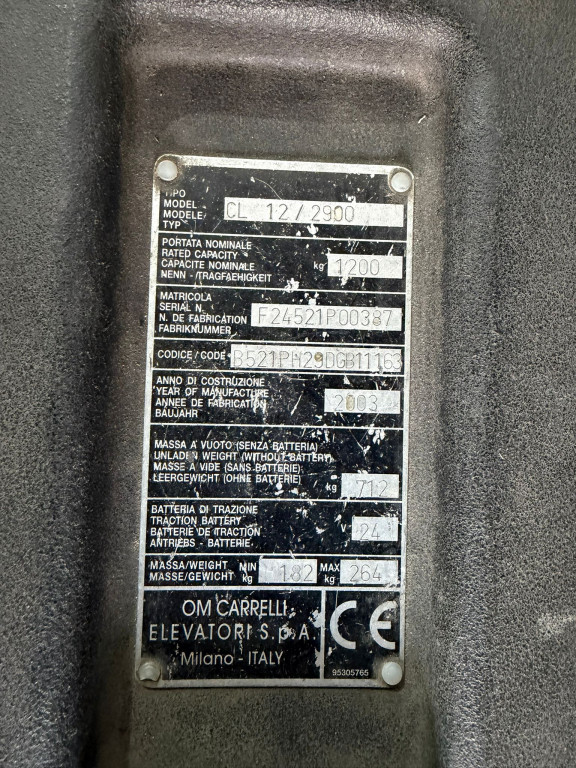 TIPO
MODEL
MODELE
TYP
CL 12/2900
PORTATA NOMINALE
RATED CAPACITY
CAPACITE NOMINALE
NENN - TRAGFAEHIGKEIT
kg 1200
MATRICOLA
SERIAL N.
N. DE FABRICATION
FABRIKNUMMER
F24521P00387
CODICE/CODE B521PH29DGB11163
ANNO DI COSTRUZIONE
YEAR OF MANUFACTURE
ANNEE DE FABRICATION
BAUJAHR
2003
MASSA A VUOTO (SENZA BATTERIA)
UNLADEN WEIGHT (WITHOUT BATTERY)
MASSE A VIDE (SANS BATTERIE)
LEERGEWICHT (OHNE BATTERIE)
kg 712
BATTERIA DI TRAZIONE
TRACTION BATTERY
BATTERIE DE TRACTION
ANTRIEBS - BATTERIE
V 24
MASSA/WEIGHT MIN MAX
MASSE/GEWICHT kg 182 kg 264
OM CARRELLI
ELEVATORI S.p.A.
Milano - ITALY
CE
95305765